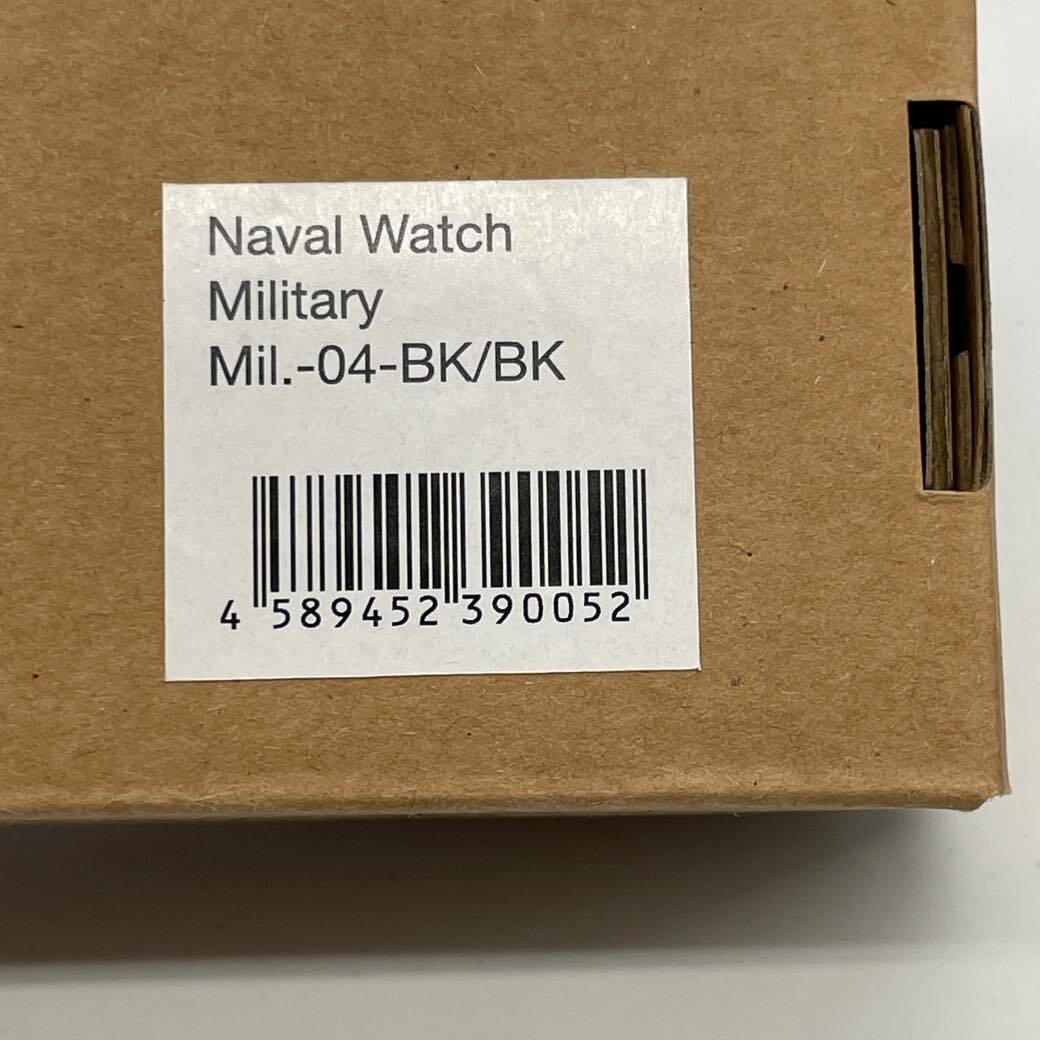 Naval Watch
Military
Mil.-04-BK/BK
4 589452 390052